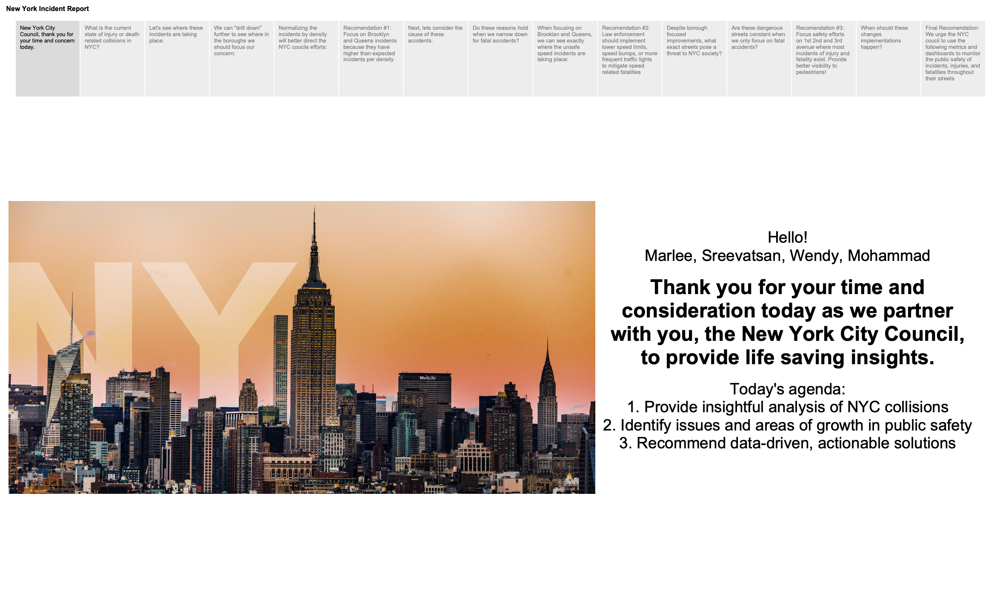 New York Incident Report
New York City
Council, thank you for
your time and concern
today.
What is the current
state of injury or death
related collisions in
NYC?
Let's see where these
incidents are taking
place:
We can "drill down"
further to see where in
the boroughs we
should focus our
concern:
Normalizing the
incidents by density
will better direct the
NYC coucils efforts:
Recomendation #1:
Focus on Brooklyn
and Queens incidents
because they have
higher than expected
incidents per density
Next, lets consider the
cause of these
accidents:
Do these reasons hold
when we narrow down
for fatal accidents?
When focusing on
Brooklan and Queens,
we can see exactly
where the unsafe
speed incidents are
taking place:
Recomendation #2:
Law enforcement
should implement
lower speed limits,
speed bumps, or more
frequent traffic lights
to mitigate speed
related fatalities
Despite borough
focused
improvements, what
exact streets pose a
threat to NYC society?
Are these dangerous
streets constant when
we only focus on fatal
accidents?
Recomendation #3:
Focus safety efforts
on 1st 2nd and 3rd
avenue where most
incidents of injury and
fatality exist. Provide
better visibility to
pedestrians!
When should these
changes
implementations
happen?
Final Recomendation:
We urge the NYC
coucil to use the
following metrics and
dashboards to monitor
the public safety of
incidents, injuries, and
fatalities throughout
their streets
NY
COMCAST
MetLife
Hello!
Marlee, Sreevatsan, Wendy, Mohammad
Thank you for your time and
consideration today as we partner
with you, the New York City Council,
to provide life saving insights.
Today's agenda:
1. Provide insightful analysis of NYC collisions
2. Identify issues and areas of growth in public safety
3. Recommend data-driven, actionable solutions